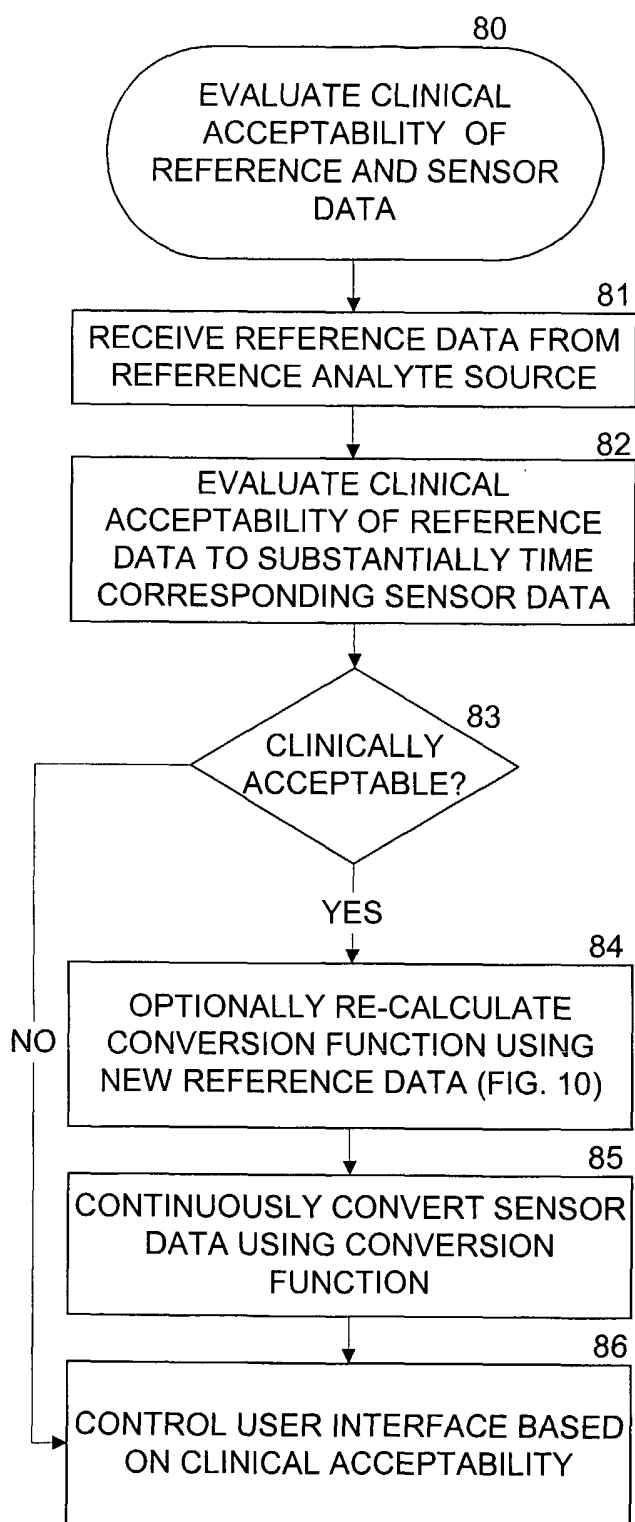 80
EVALUATE CLINICAL
ACCEPTABILITY OF
REFERENCE AND SENSOR
DATA
81
RECEIVE REFERENCE DATA FROM
REFERENCE ANALYTE SOURCE
82
EVALUATE CLINICAL
ACCEPTABILITY OF REFERENCE
DATA TO SUBSTANTIALLY TIME
CORRESPONDING SENSOR DATA
83
CLINICALLY
ACCEPTABLE?
YES
84
NO
OPTIONALLY RE-CALCULATE
CONVERSION FUNCTION USING
NEW REFERENCE DATA (FIG. 10)
85
CONTINUOUSLY CONVERT SENSOR
DATA USING CONVERSION
FUNCTION
86
CONTROL USER INTERFACE BASED
ON CLINICAL ACCEPTABILITY